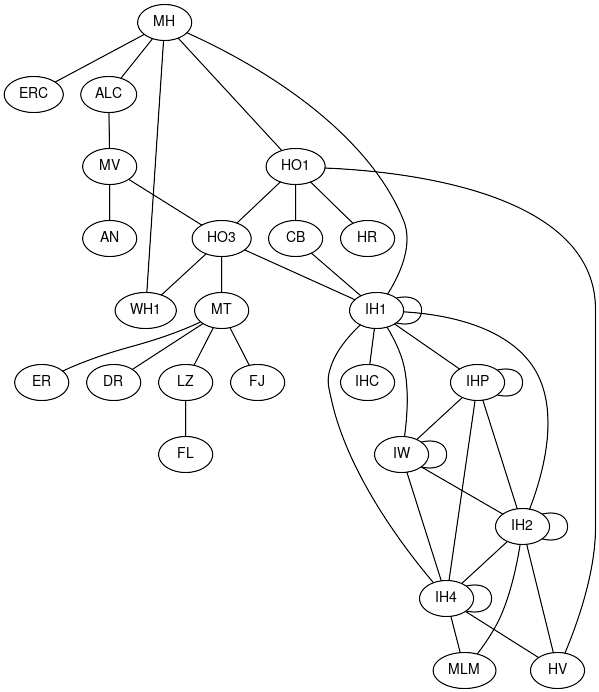 MH
ERC ALC
MV HO1
AN HO3 CB HR
WH1 MT IH1
ER DR LZ FJ IHC IHP
FL IW
IH2
IH4
MLM HV